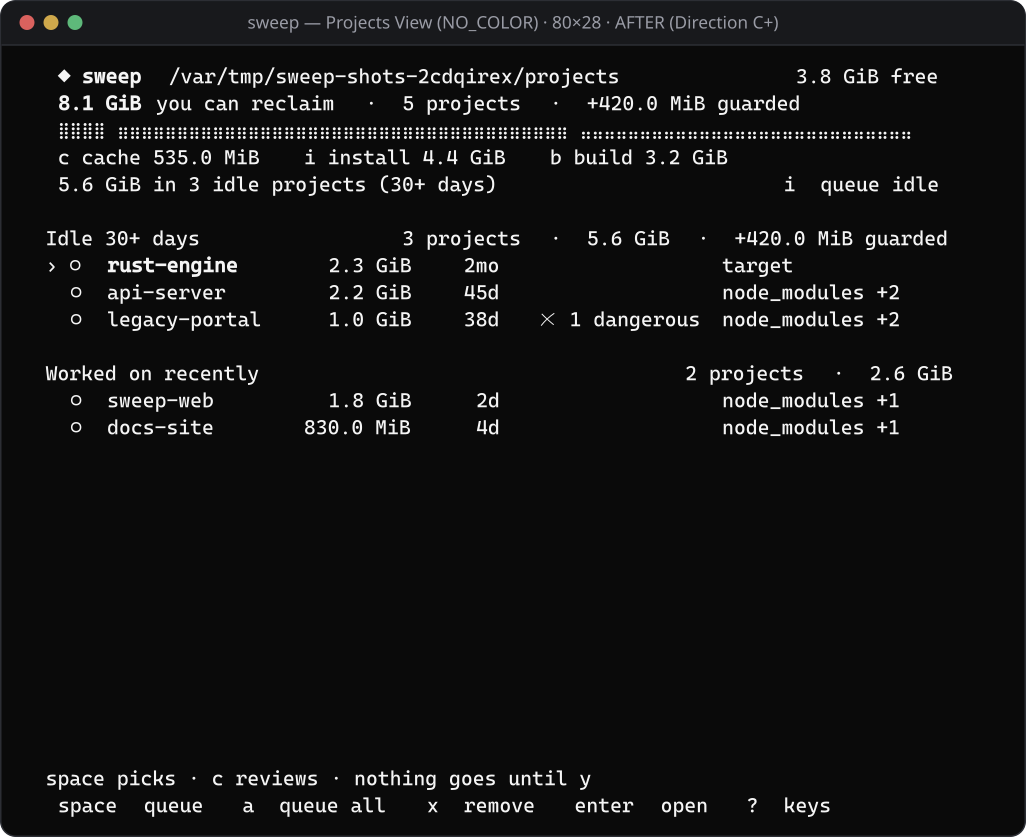 sweep — Projects View (NO_COLOR) · 80×28 · AFTER (Direction C+)
◆ sweep /var/tmp/sweep-shots-2cdqirex/projects 3.8 GiB free
8.1 GiB you can reclaim · 5 projects · +420.0 MiB guarded
c cache 535.0 MiB i install 4.4 GiB b build 3.2 GiB
5.6 GiB in 3 idle projects (30+ days) i queue idle
Idle 30+ days 3 projects · 5.6 GiB · +420.0 MiB guarded
› ○ rust-engine 2.3 GiB 2mo target
○ api-server 2.2 GiB 45d node_modules +2
○ legacy-portal 1.0 GiB 38d ✕ 1 dangerous node_modules +2
Worked on recently 2 projects · 2.6 GiB
○ sweep-web 1.8 GiB 2d node_modules +1
○ docs-site 830.0 MiB 4d node_modules +1
space picks · c reviews · nothing goes until y
space queue a queue all x remove enter open ? keys